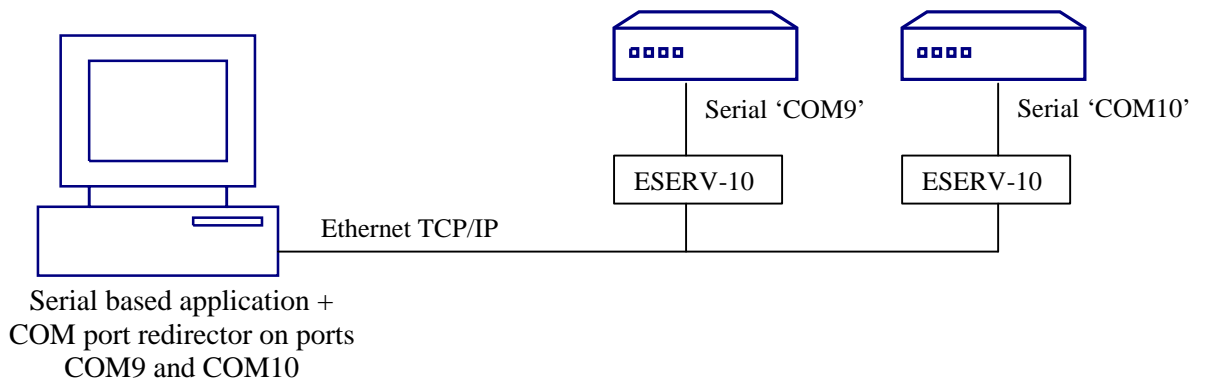 Serial ‘COM9’
Serial ‘COM10’
ESERV-10
ESERV-10
Ethernet TCP/IP
Serial based application +
COM port redirector on ports
COM9 and COM10